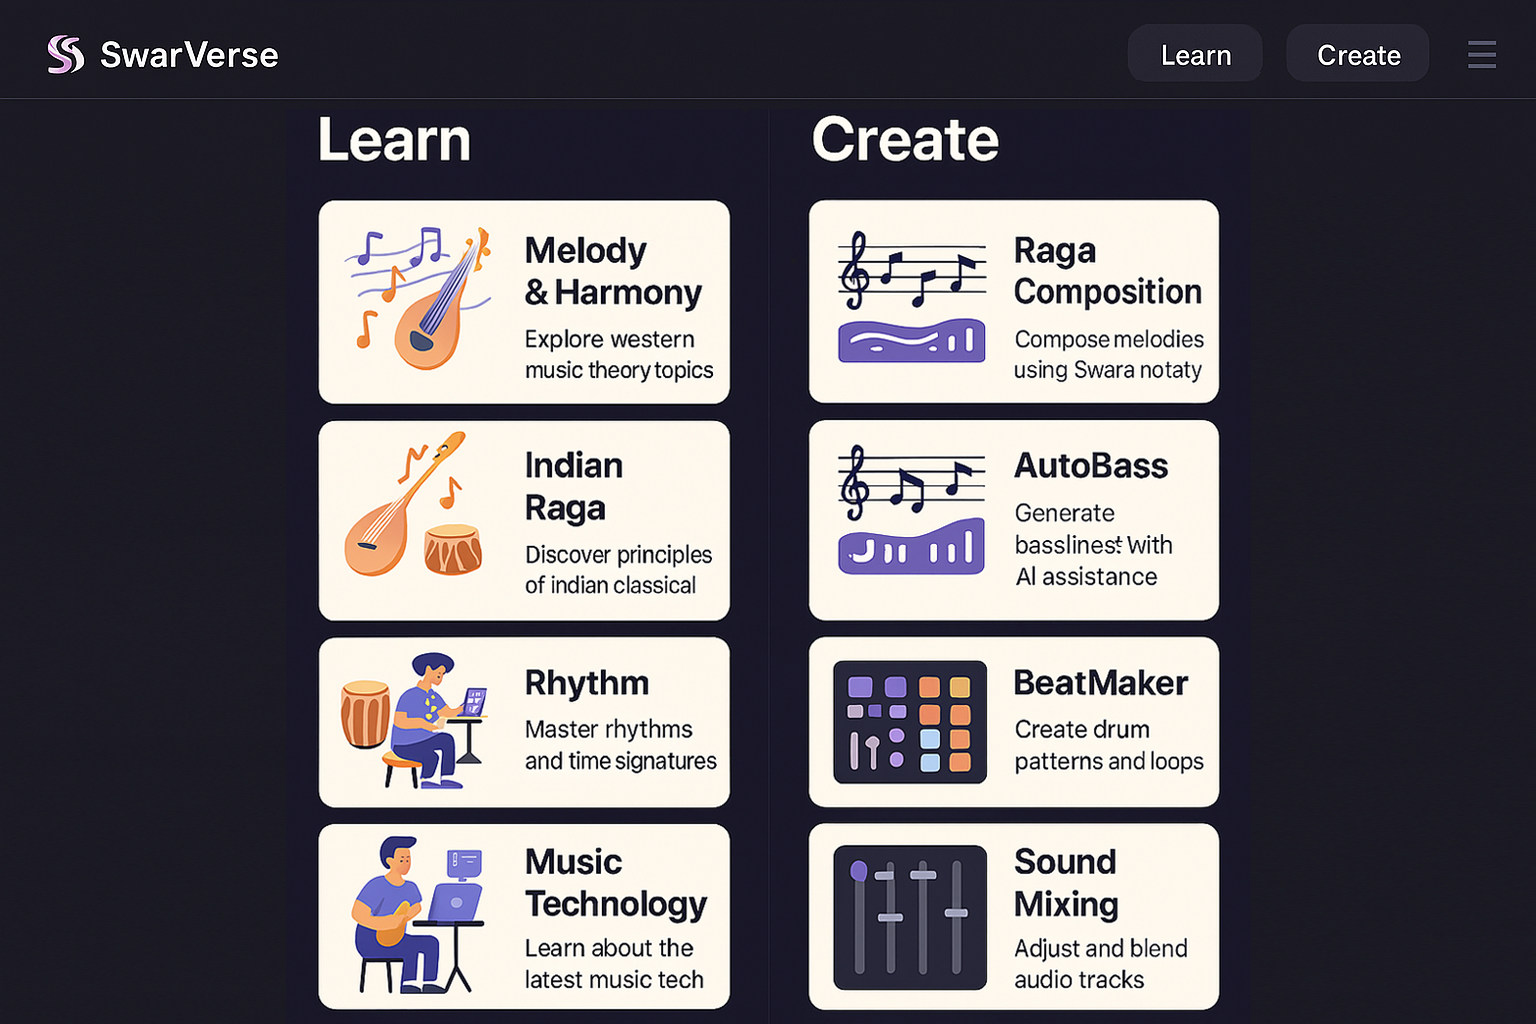 SwarVerse
Learn
Create
Learn
Melody
& Harmony
Explore western
music theory topics
Indian
Raga
Discover principles
of indian classical
Rhythm
Master rhythms
and time signatures
Music
Technology
Learn about the
latest music tech
Create
Raga
Composition
Compose melodies
using Swara notaty
AutoBass
Generate
With
AI assistance
BeatMaker
Create drum
patterns and loops
Sound
Mixing
Adjust and blend
audio tracks